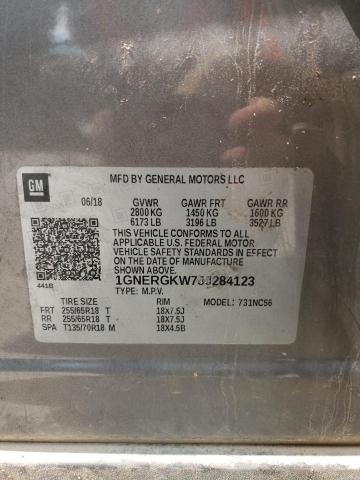 GM
MFD BY GENERAL MOTORS LLC
06/18 GVWR GAWR FRT GAWR RR
2800 KG 1450 KG 1600 KG
6173 LB 3196 LB 3527 LB
THIS VEHICLE CONFORMS TO ALL
APPLICABLE U.S. FEDERAL MOTOR
VEHICLE SAFETY STANDARDS IN EFFECT
ON THE DATE OF MANUFACTURE
SHOWN ABOVE.
1GNERGKW7JJ284123
441B TYPE: M.P.V. MODEL: 731NC56
TIRE SIZE RIM
FRT 255/65R18 T 18X7.5J
RR 255/65R18 T 18X7.5J
SPA T135/70R18 M 18X4.5B